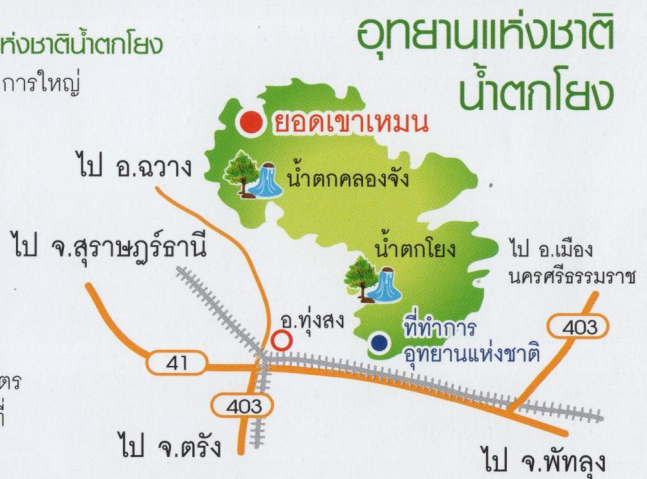 ห่งชาติน้ำตกโยง
การใหญ่
อุทยานแห่งชาติ
น้ำตกโยง
ยอดเขาเหมน
ไป อ.ฉวาง
น้ำตกคลองจัง
ไป จ.สุราษฎร์ธานี
น้ำตกโยง
ไป อ.เมือง
นครศรีธรรมราช
อ.ทุ่งสง
ที่ทำการ
อุทยานแห่งชาติ
403
41
ตร
403
ที่
ไป จ.ตรัง
ไป จ.พัทลุง